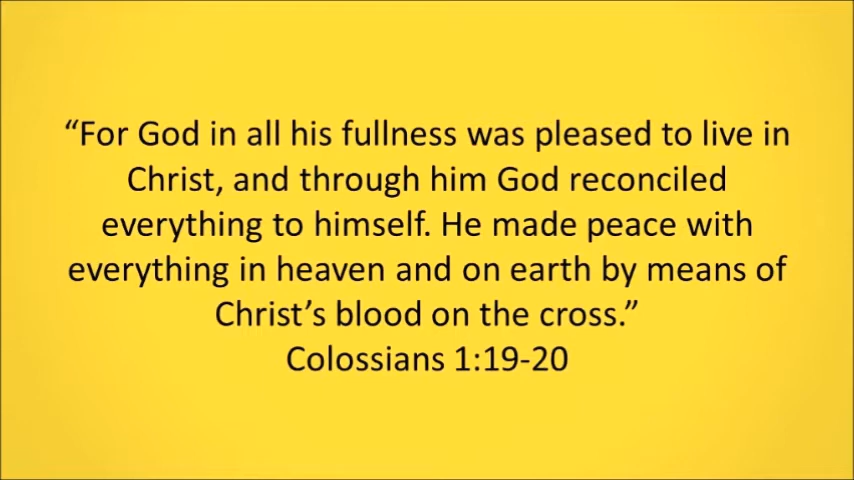 “For God in all his fullness was pleased to live in
Christ, and through him God reconciled
everything to himself. He made peace with
everything in heaven and on earth by means of
Christ’s blood on the cross.”
Colossians 1:19-20